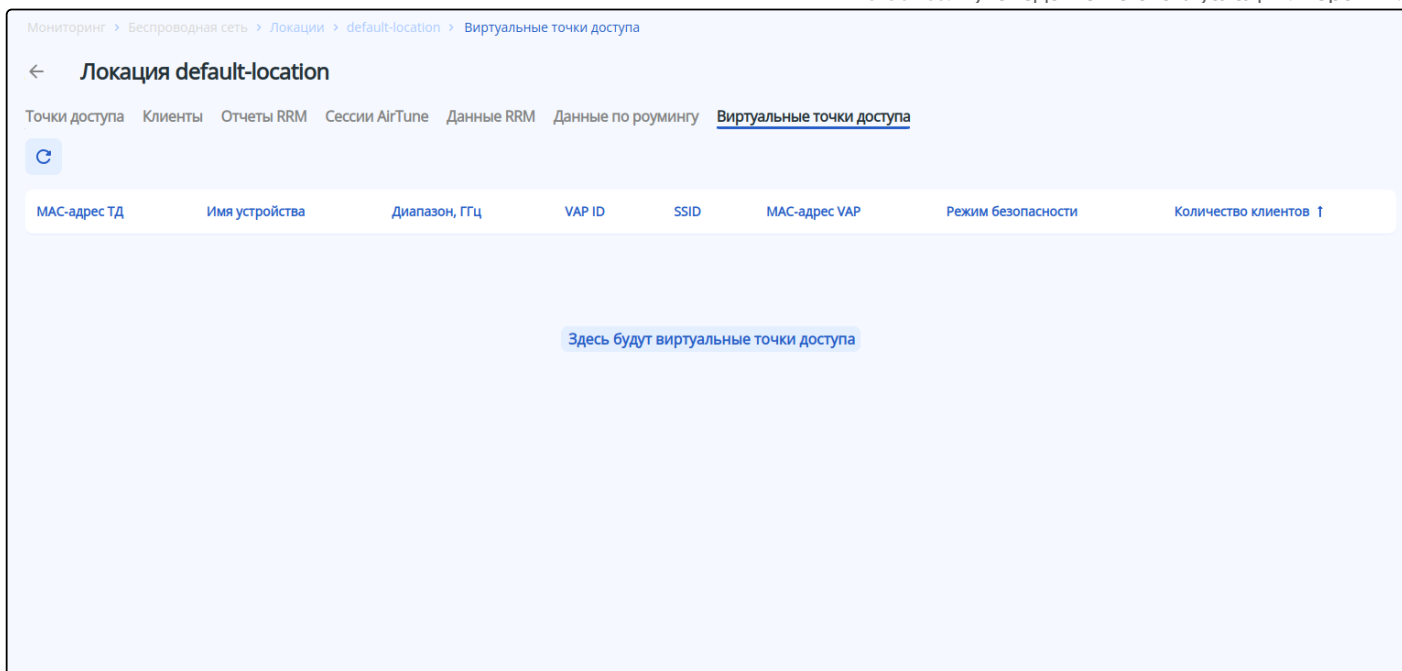 Мониторинг > Беспроводная сеть > Локации > default-location > Виртуальные точки доступа
← Локация default-location
Точки доступа Клиенты Отчеты RRM Сессии AirTune Данные RRM Данные по роумингу Виртуальные точки доступа
MAC-адрес ТД Имя устройства Диапазон, ГГц VAP ID SSID MAC-адрес VAP Режим безопасности Количество клиентов ↑
Здесь будут виртуальные точки доступа